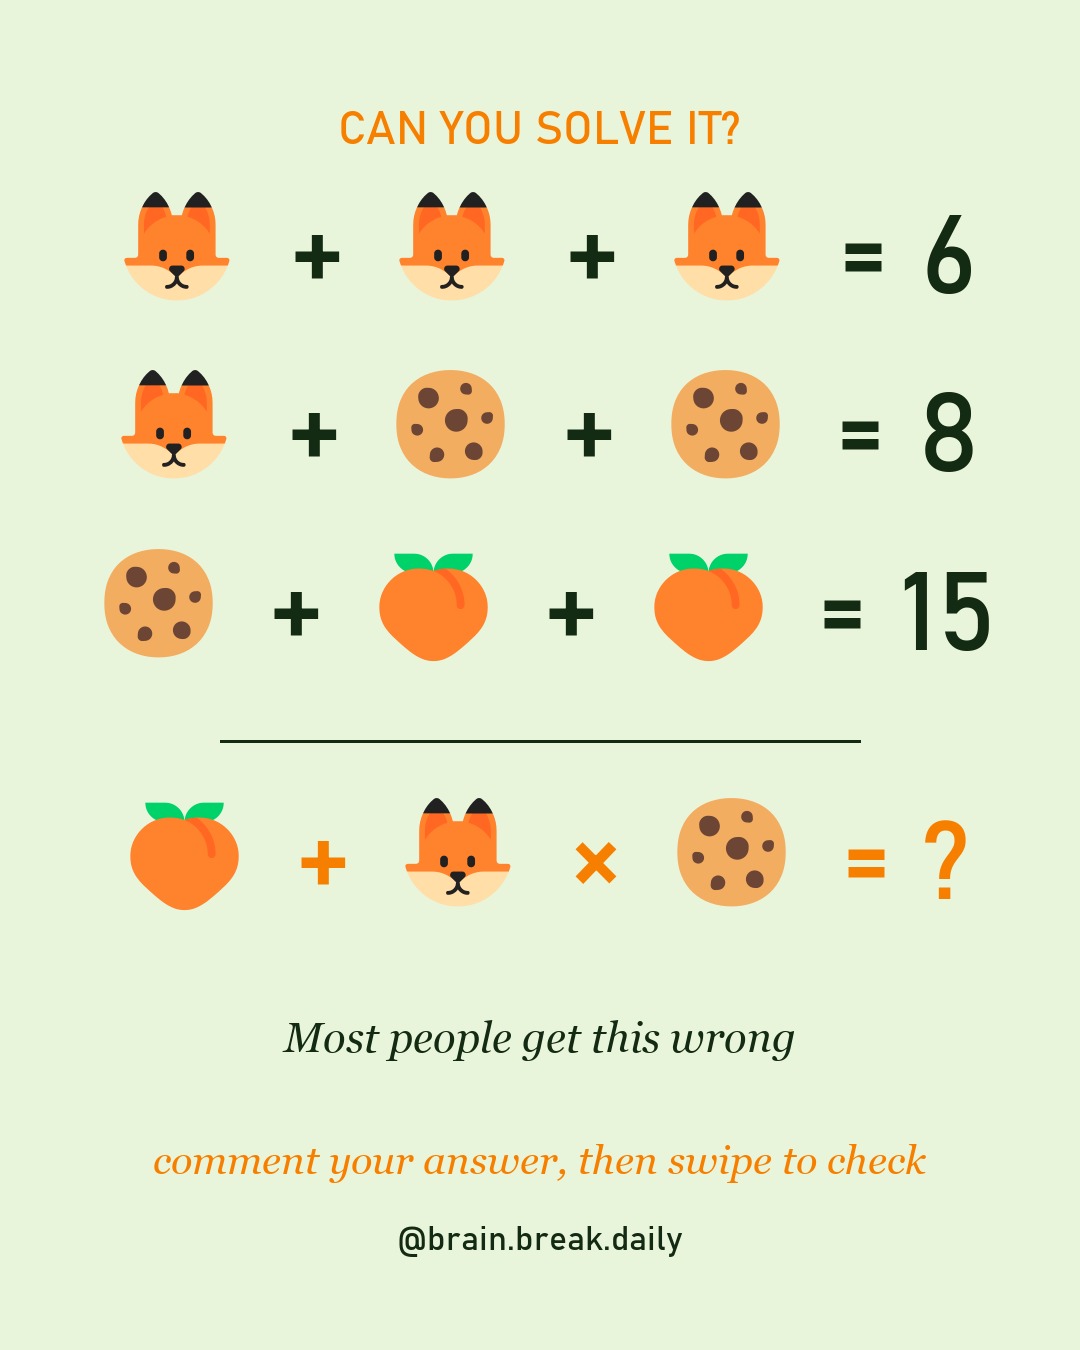 CAN YOU SOLVE IT?
+ + = 6
+ + = 8
+ + = 15
+ × = ?
Most people get this wrong
comment your answer, then swipe to check
@brain.break.daily